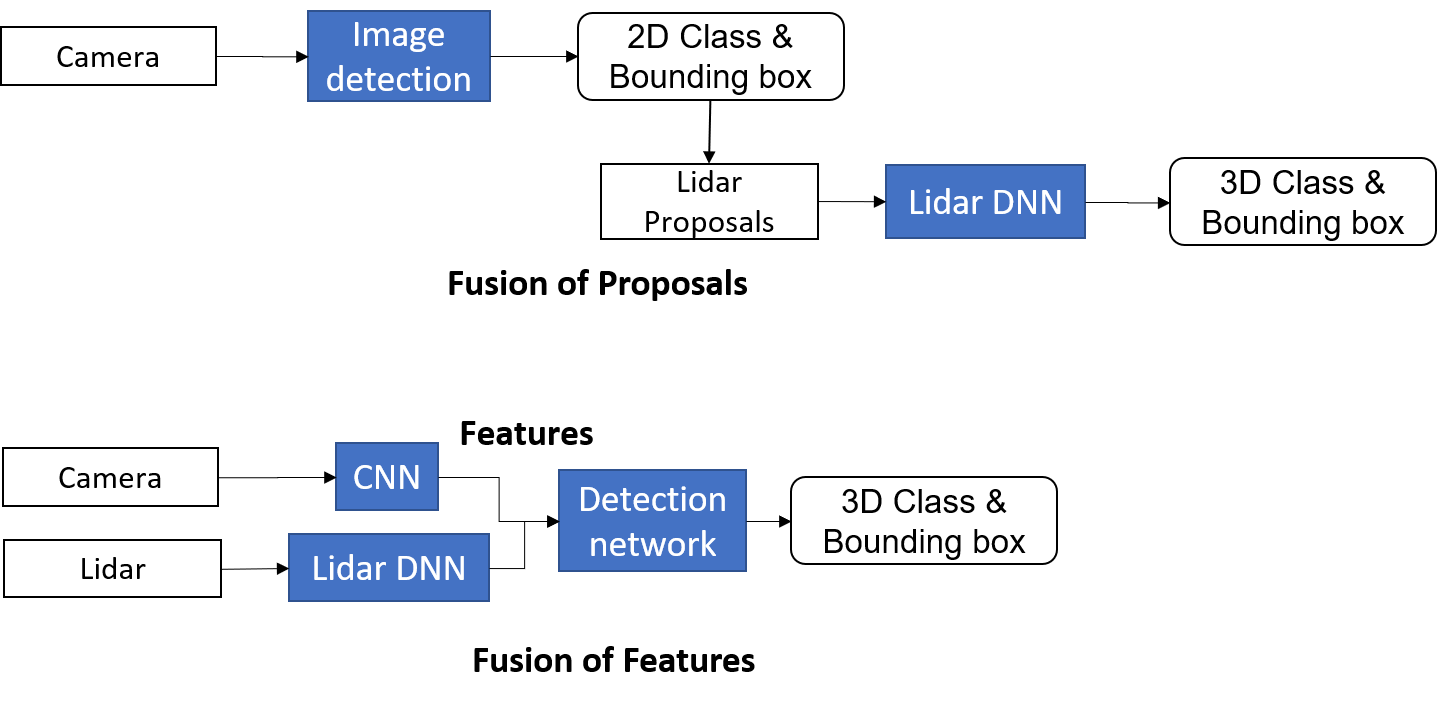 Camera
Image
detection
2D Class &
Bounding box
Lidar
Proposals
Lidar DNN
3D Class &
Bounding box
Fusion of Proposals
Features
Camera
CNN
Lidar
Lidar DNN
Detection
network
3D Class &
Bounding box
Fusion of Features